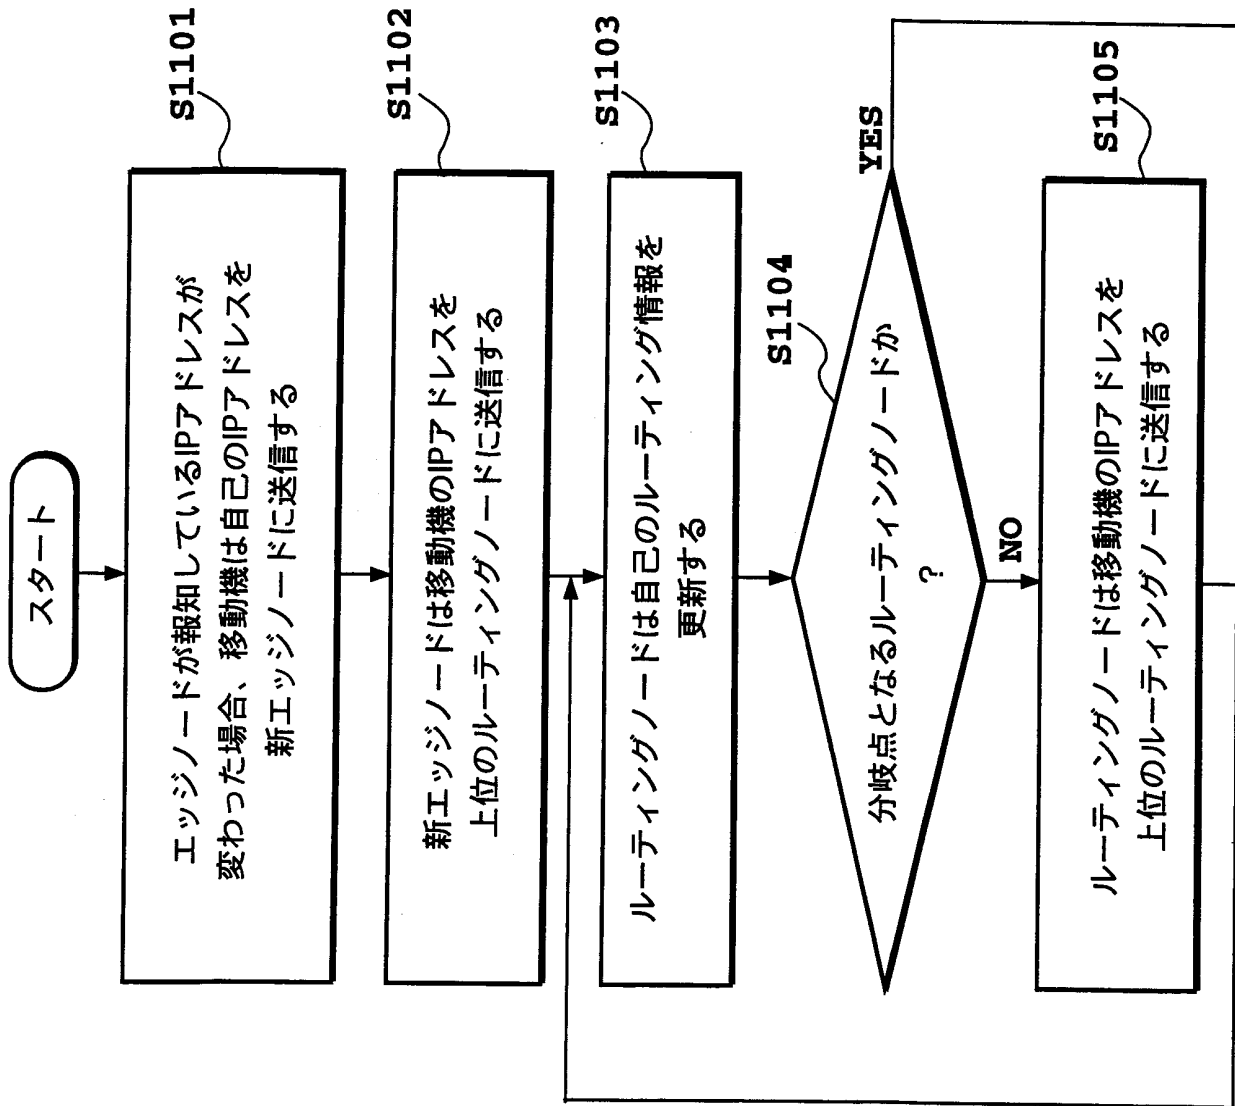 スタート
S1101
エッジノードが報知しているIPアドレスが
変わった場合、移動機は自己のIPアドレスを
新エッジノードに送信する
S1102
新エッジノードは移動機のIPアドレスを
上位のルーティングノードに送信する
S1103
ルーティングノードは自己のルーティング情報を
更新する
S1104
分岐点となるルーティングノードか
?
YES
NO
S1105
ルーティングノードは移動機のIPアドレスを
上位のルーティングノードに送信する